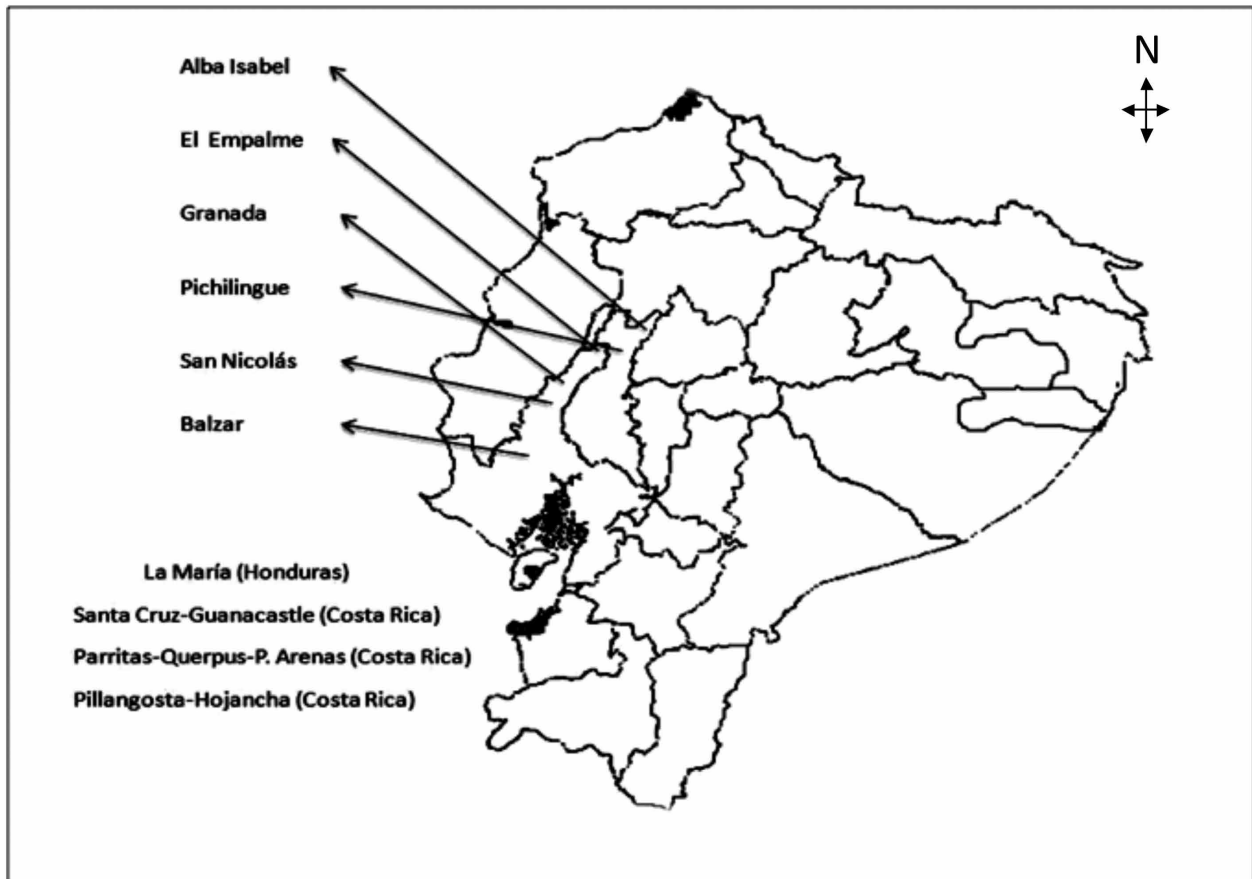 N
Alba Isabel
El Empalme
Granada
Pichilingue
San Nicolás
Balzar
La María (Honduras)
Santa Cruz-Guanacastle (Costa Rica)
Parritas-Querpus-P. Arenas (Costa Rica)
Pillangosta-Hojancha (Costa Rica)